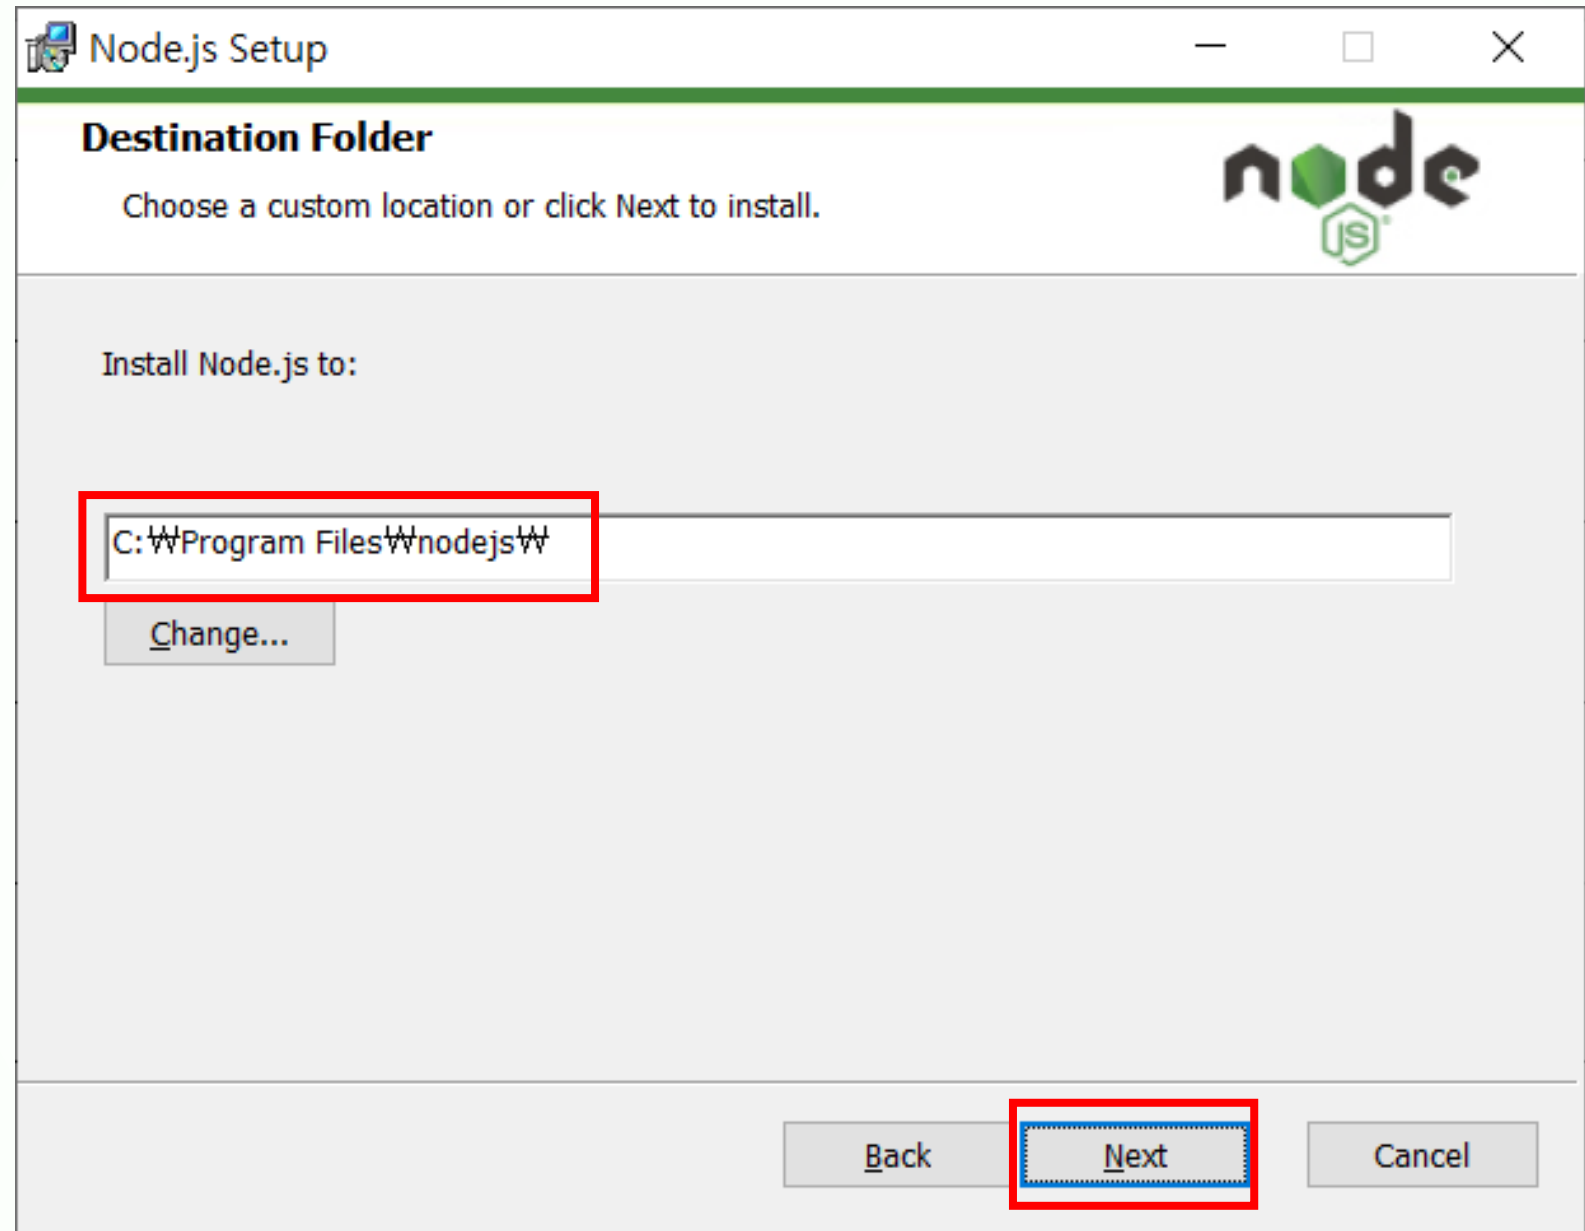 Node.js Setup
Destination Folder
Choose a custom location or click Next to install.
node
JS
Install Node.js to:
C:₩Program Files₩nodejs₩
Change...
Back
Next
Cancel